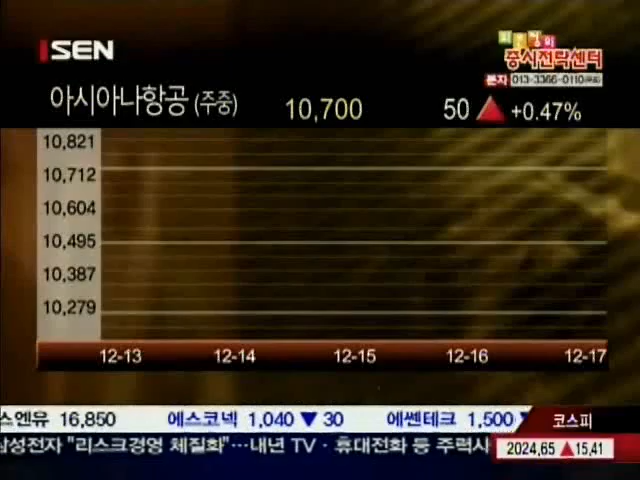 SEN
증시전략센터
문자 013-3366-0110
아시아나항공 (주중) 10,700 50 ▲ +0.47%
10,821
10,712
10,604
10,495
10,387
10,279
12-13 12-14 12-15 12-16 12-17
스엔유 16,850 에스코넥 1,040 ▼ 30 에쎈테크 1,500 ▼
코스피
삼성전자 "리스크경영 체질화"…내년 TV · 휴대전화 등 주력사
2024,65 ▲ 15,41